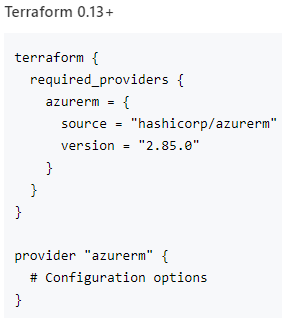 Terraform 0.13+
terraform {
  required_providers {
    azurerm = {
      source = "hashicorp/azurerm"
      version = "2.85.0"
    }
  }
}

provider "azurerm" {
  # Configuration options
}